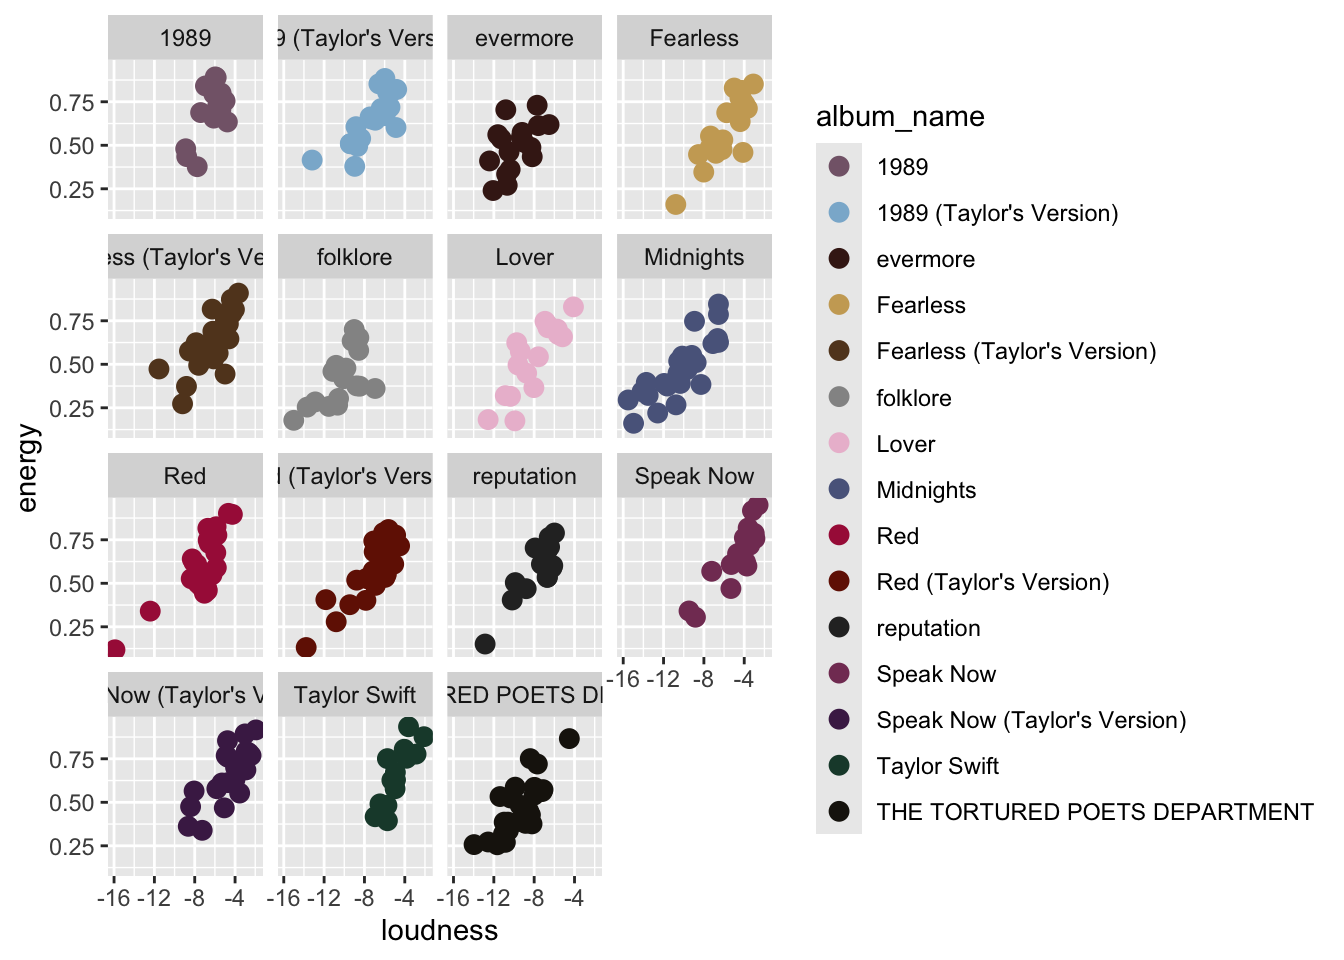 1989
9 (Taylor's Vers
evermore
Fearless
0.75
0.50
0.25
ess (Taylor's Ve
folklore
Lover
Midnights
0.75
0.50
0.25
Red
d (Taylor's Vers
reputation
Speak Now
0.75
0.50
0.25
-16 -12 -8 -4
Now (Taylor's V
Taylor Swift
RED POETS DE
0.75
0.50
0.25
-16 -12 -8 -4
-16 -12 -8 -4
-16 -12 -8 -4
loudness
energy
album_name
1989
1989 (Taylor's Version)
evermore
Fearless
Fearless (Taylor's Version)
folklore
Lover
Midnights
Red
Red (Taylor's Version)
reputation
Speak Now
Speak Now (Taylor's Version)
Taylor Swift
THE TORTURED POETS DEPARTMENT